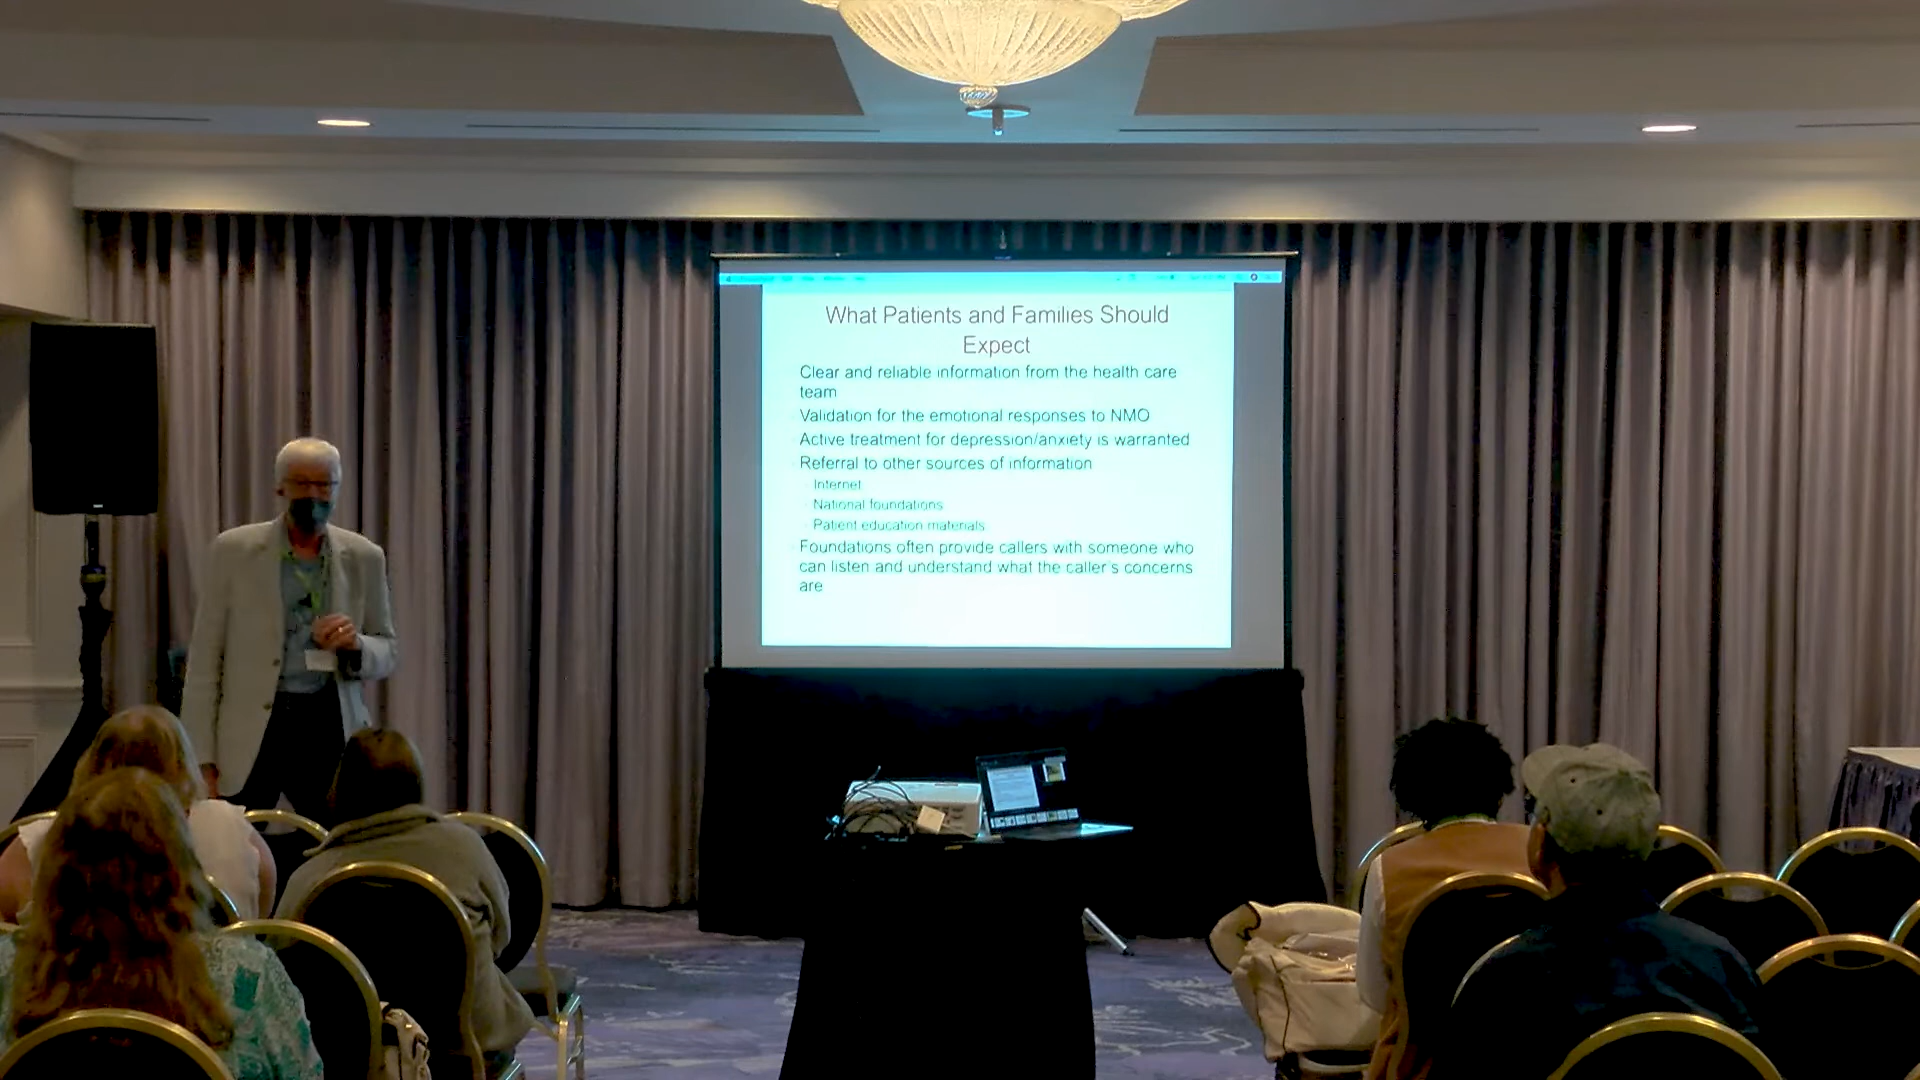 What Patients and Families Should
Expect
Clear and reliable information from the health care
team
Validation for the emotional responses to NMO
Active treatment for depression/anxiety is warranted
Referral to other sources of information
Internet
National foundations
Patient education materials
Foundations often provide callers with someone who
can listen and understand what the caller's concerns
are